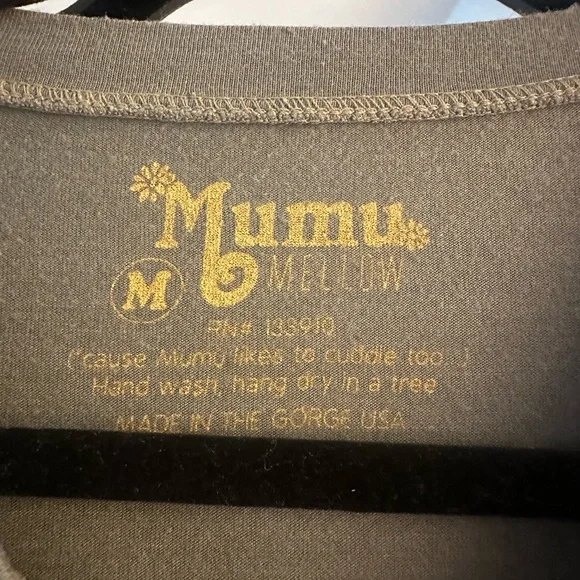 Mumu
MELLOW
M
RN# 133910
('cause Mumu likes to cuddle too...)
Hand wash, hang dry in a tree
MADE IN THE GORGE USA